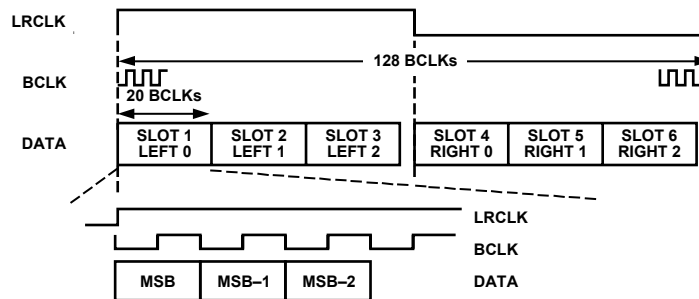 LRCLK
128 BCLKs
BCLK
20 BCLKs
DATA
SLOT 1 LEFT 0
SLOT 2 LEFT 1
SLOT 3 LEFT 2
SLOT 4 RIGHT 0
SLOT 5 RIGHT 1
SLOT 6 RIGHT 2
LRCLK
BCLK
MSB
MSB–1
MSB–2
DATA